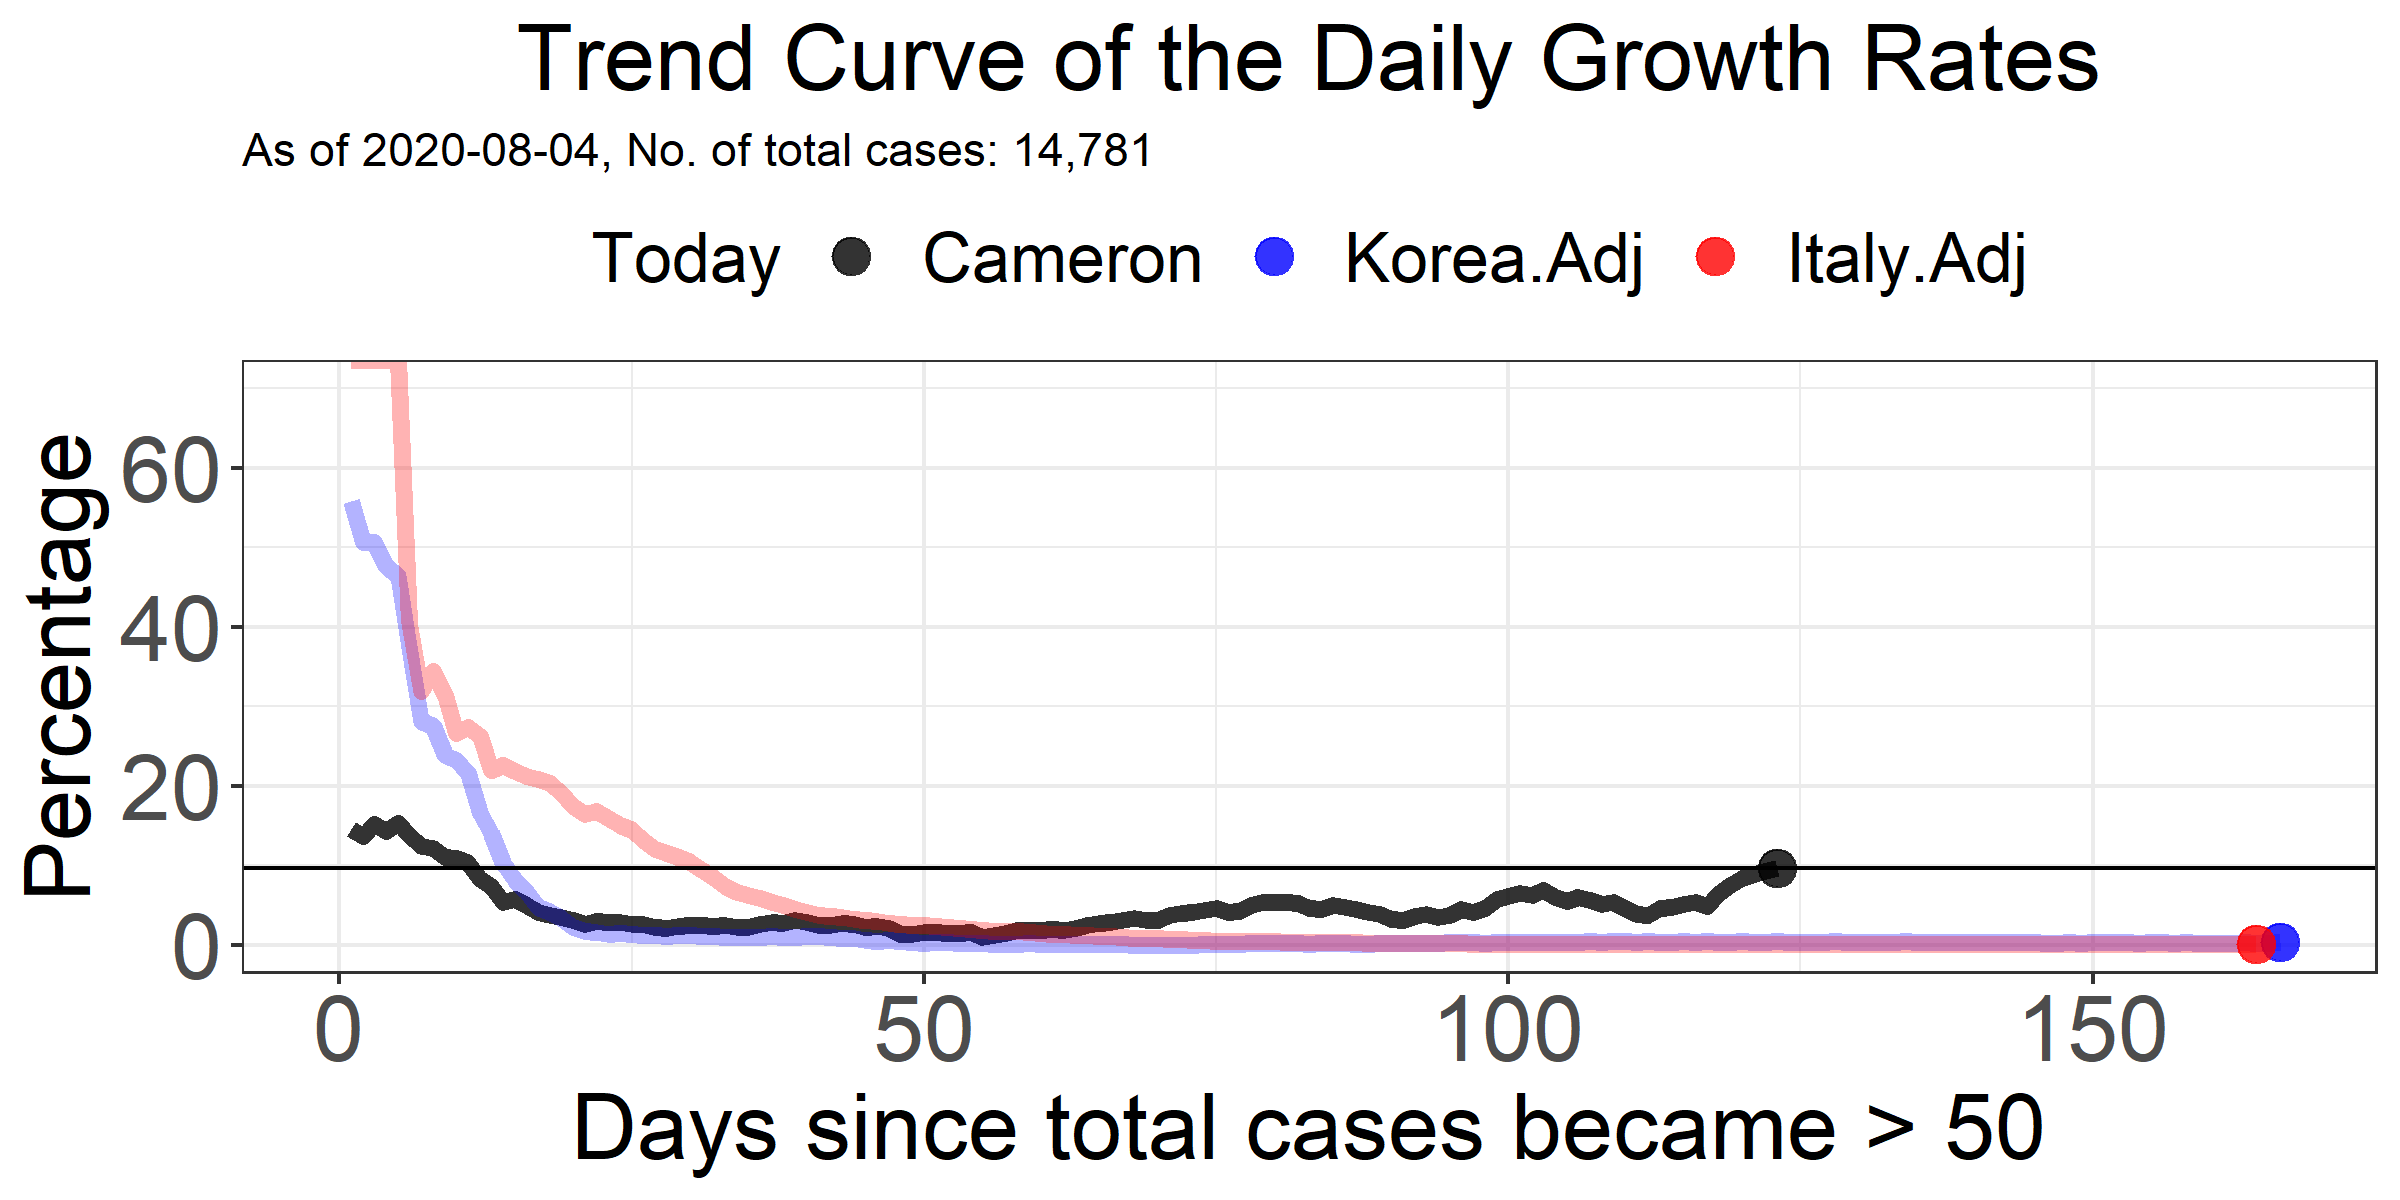 Trend Curve of the Daily Growth Rates
As of 2020-08-04, No. of total cases: 14,781
Today Cameron Korea.Adj Italy.Adj
Percentage
60
40
20
0
0 50 100 150
Days since total cases became > 50